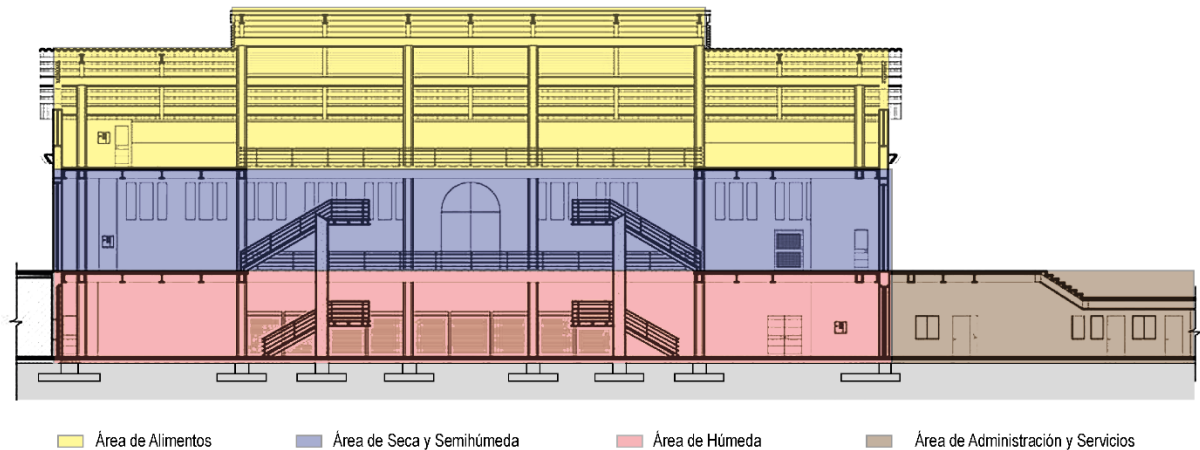 Área de Alimentos
Área de Seca y Semihúmeda
Área de Húmeda
Área de Administración y Servicios